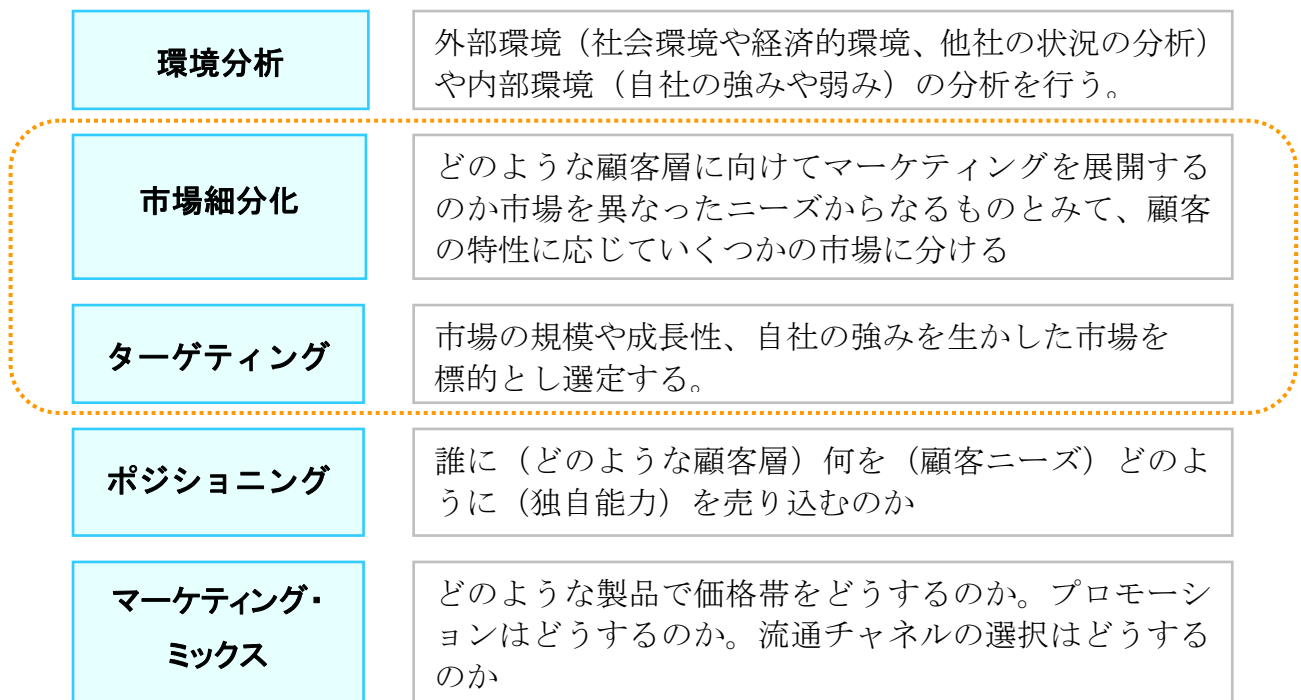 環境分析
外部環境（社会環境や経済的環境、他社の状況の分析）
や内部環境（自社の強みや弱み）の分析を行う。
市場細分化
どのような顧客層に向けてマーケティングを展開する
のか市場を異なったニーズからなるものとみて、顧客
の特性に応じていくつかの市場に分ける
ターゲティング
市場の規模や成長性、自社の強みを生かした市場を
標的とし選定する。
ポジショニング
誰に（どのような顧客層）何を（顧客ニーズ）どのよ
うに（独自能力）を売り込むのか
マーケティング・
ミックス
どのような製品で価格帯をどうするのか。プロモーシ
ョンはどうするのか。流通チャネルの選択はどうする
のか